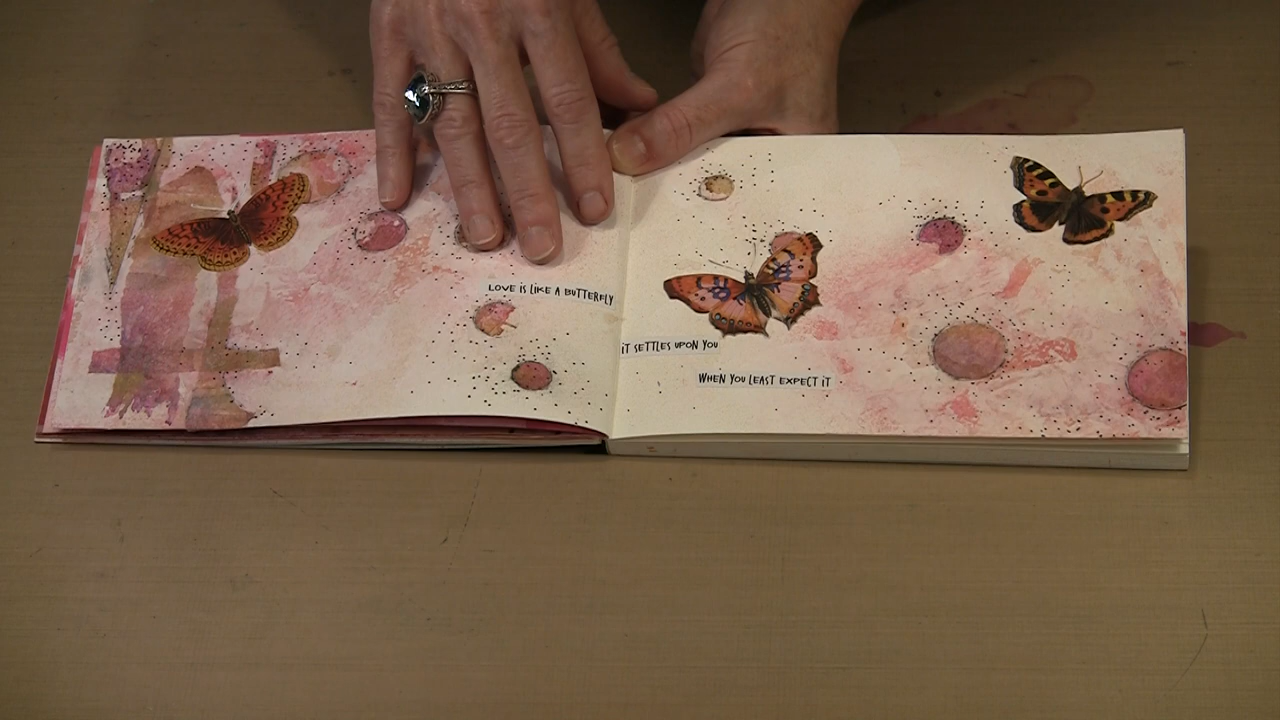 LOVE IS LIKE A BUTTERFLY
IT SETTLES UPON YOU
WHEN YOU LEAST EXPECT IT